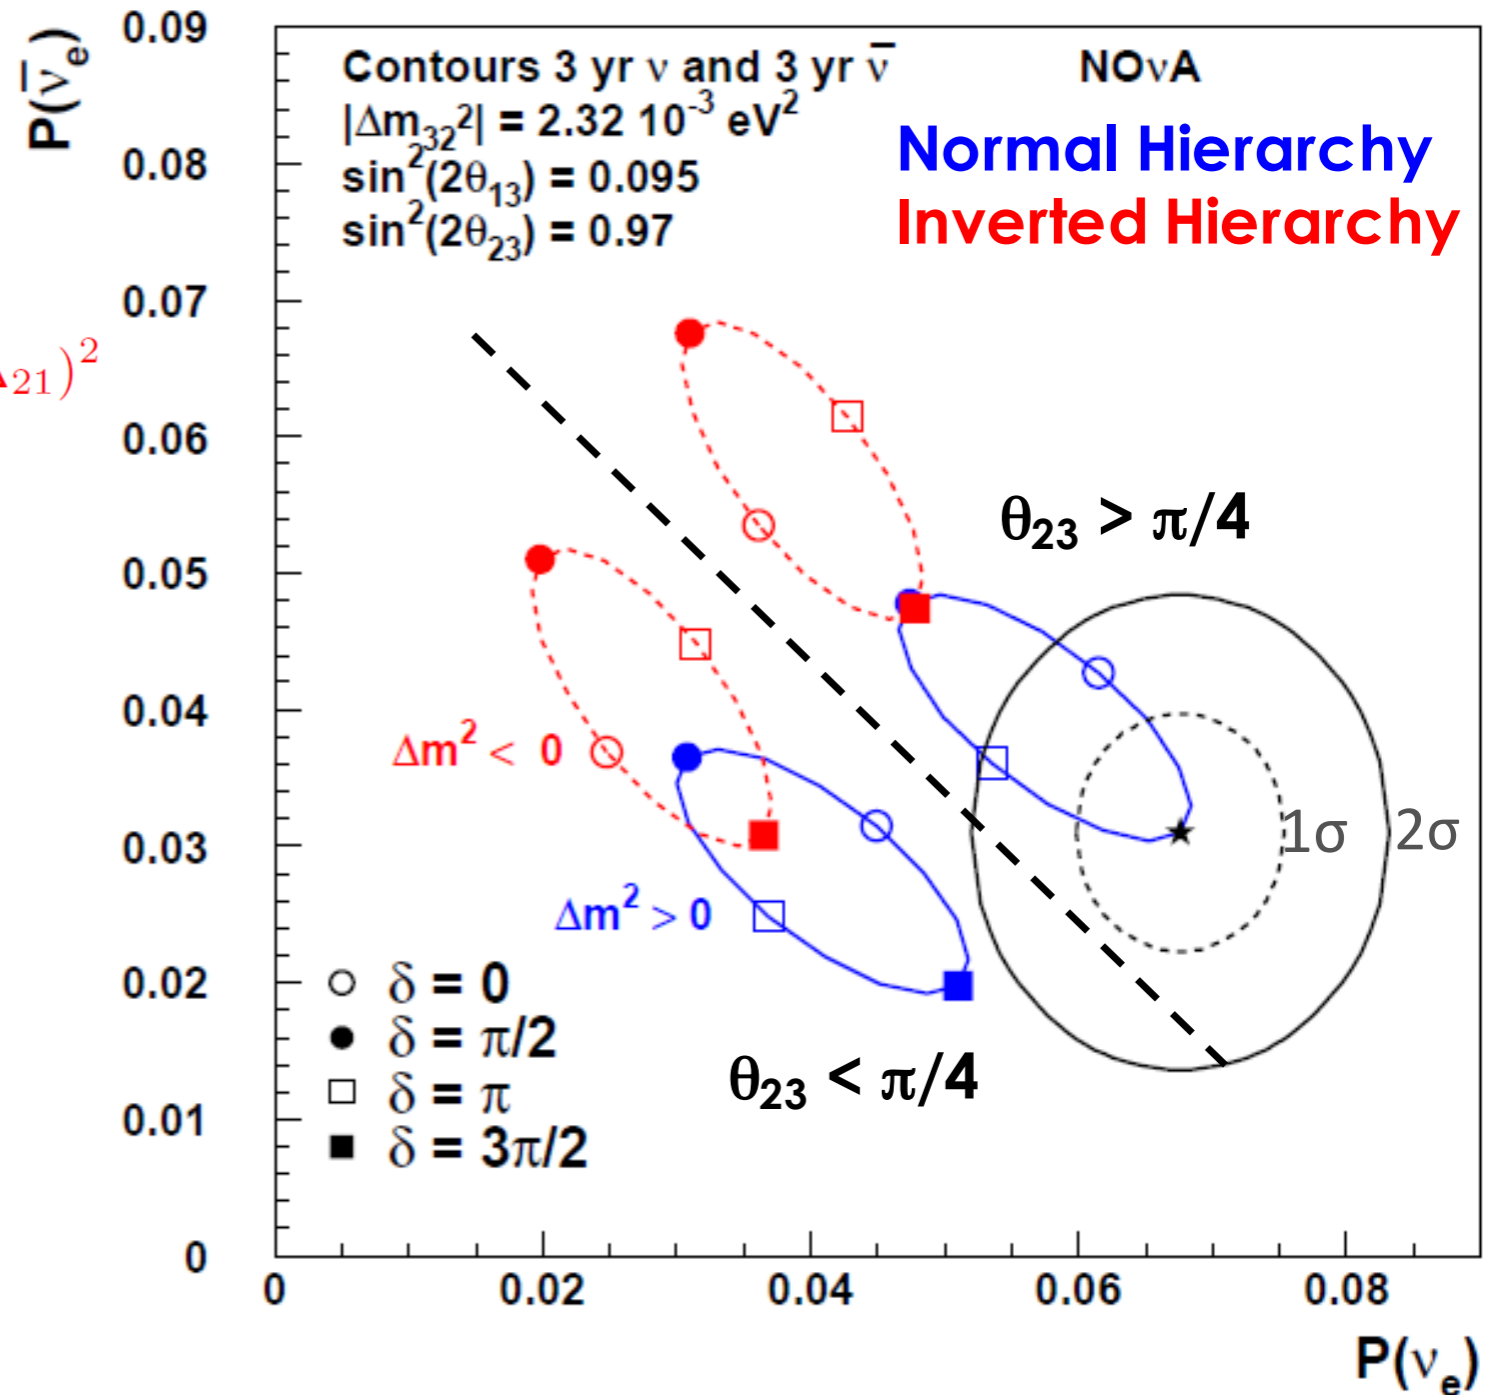 P(ν̄ₑ)
0.09
0.08
0.07
0.06
0.05
0.04
0.03
0.02
0.01
0
Contours 3 yr ν and 3 yr ν̄
NOνA
|Δm₃₂²| = 2.32 10⁻³ eV²
sin²(2θ₁₃) = 0.095
sin²(2θ₂₃) = 0.97
Normal Hierarchy
Inverted Hierarchy
₂₁)²
θ₂₃ > π/4
Δm² < 0
1σ
2σ
Δm² > 0
δ = 0
δ = π/2
δ = π
δ = 3π/2
θ₂₃ < π/4
0
0.02
0.04
0.06
0.08
P(νₑ)